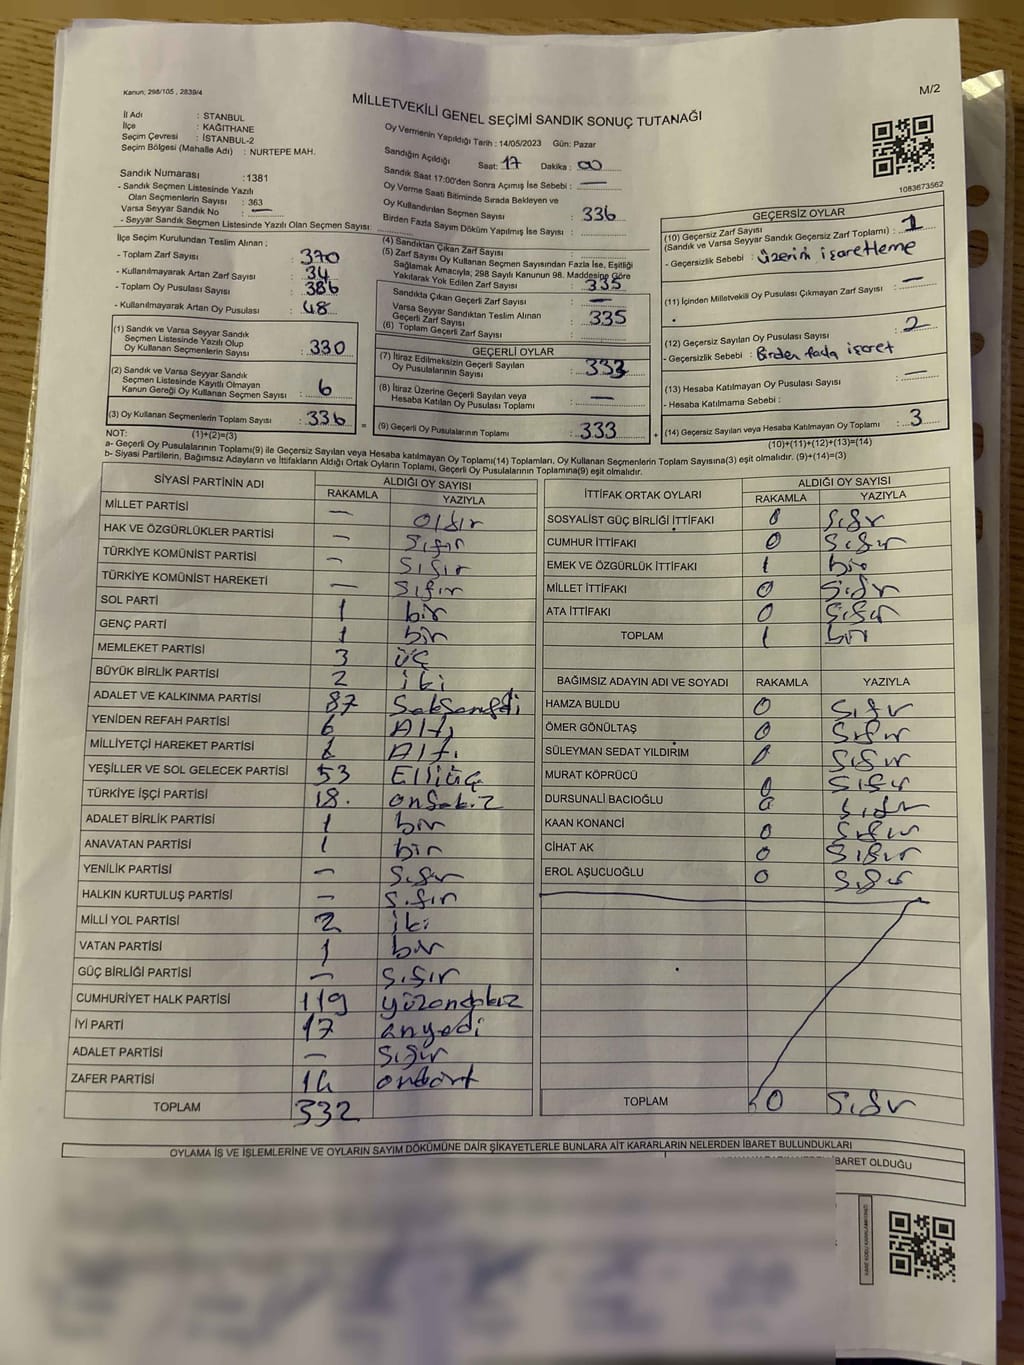 Kanun, 298/105 , 2839/4
M/2
MİLLETVEKİLİ GENEL SEÇİMİ SANDIK SONUÇ TUTANAĞI
İl Adı : STANBUL
İlçe : KAĞITHANE
Seçim Çevresi : İSTANBUL-2
Seçim Bölgesi (Mahalle Adı) : NURTEPE MAH.
Sandık Numarası :1381
- Sandık Seçmen Listesinde Yazılı
Olan Seçmenlerin Sayısı : 363
Varsa Seyyar Sandık No : —
- Seyyar Sandık Seçmen Listesinde Yazılı Olan Seçmen Sayısı:
Oy Vermenin Yapıldığı Tarih : 14/05/2023 Gün: Pazar
Sandığın Açıldığı Saat: 17 Dakika : 00
Sandık Saat 17:00'den Sonra Açımış İse Sebebi : —
Oy Verme Saati Bitiminde Sırada Bekleyen ve
Oy Kullandırılan Seçmen Sayısı : 336
Birden Fazla Sayım Döküm Yapılmış İse Sayısı :
1083673562
İlçe Seçim Kurulundan Teslim Alınan ;
- Toplam Zarf Sayısı : 370
- Kullanılmayarak Artan Zarf Sayısı : 34
- Toplam Oy Pusulası Sayısı : 386
- Kullanılmayarak Artan Oy Pusulası : 48
(1) Sandık ve Varsa Seyyar Sandık
Seçmen Listesinde Yazılı Olup
Oy Kullanan Seçmenlerin Sayısı : 330
(2) Sandık ve Varsa Seyyar Sandık
Seçmen Listesinde Kayıtlı Olmayan
Kanun Gereği Oy Kullanan Seçmen Sayısı : 6
(3) Oy Kullanan Seçmenlerin Toplam Sayısı : 336
(4) Sandıktan Çıkan Zarf Sayısı :
(5) Zarf Sayısı Oy Kullanan Seçmen Sayısından Fazla İse, Eşitliği
Sağlamak Amacıyla; 298 Sayılı Kanunun 98. Maddesine Göre
Yakılarak Yok Edilen Zarf Sayısı : 335
Sandıkta Çıkan Geçerli Zarf Sayısı : —
Varsa Seyyar Sandıktan Teslim Alınan
Geçerli Zarf Sayısı : 335
(6) Toplam Geçerli Zarf Sayısı :
GEÇERLİ OYLAR
(7) İtiraz Edilmeksizin Geçerli Sayılan
Oy Pusulalarının Sayısı : 333
(8) İtiraz Üzerine Geçerli Sayılan veya
Hesaba Katılan Oy Pusulası Toplamı : —
= (9) Geçerli Oy Pusulalarının Toplamı : 333 +
GEÇERSİZ OYLAR
(10) Geçersiz Zarf Sayısı
(Sandık ve Varsa Seyyar Sandık Geçersiz Zarf Toplamı) : 1
- Geçersizlik Sebebi : üzerini işaretleme
(11) İçinden Milletvekili Oy Pusulası Çıkmayan Zarf Sayısı : —
(12) Geçersiz Sayılan Oy Pusulası Sayısı : 2
- Geçersizlik Sebebi : Birden fazla işaret
(13) Hesaba Katılmayan Oy Pusulası Sayısı : —
- Hesaba Katılmama Sebebi :
(14) Geçersiz Sayılan veya Hesaba Katılmayan Oy Toplamı : 3
NOT: (1)+(2)=(3)
(10)+(11)+(12)+(13)=(14)
a- Geçerli Oy Pusulalarının Toplamı(9) ile Geçersiz Sayılan veya Hesaba katılmayan Oy Toplamı(14) Toplamları, Oy Kullanan Seçmenlerin Toplam Sayısına(3) eşit olmalıdır. (9)+(14)=(3)
b- Siyasi Partilerin, Bağımsız Adayların ve İttifakların Aldığı Ortak Oyların Toplamı, Geçerli Oy Pusulalarının Toplamına(9) eşit olmalıdır.
SİYASİ PARTİNİN ADI ALDIĞI OY SAYISI
RAKAMLA YAZIYLA
MİLLET PARTİSİ —
HAK VE ÖZGÜRLÜKLER PARTİSİ — Sıfır
TÜRKİYE KOMÜNİST PARTİSİ — Sıfır
TÜRKİYE KOMÜNİST HAREKETİ — Sıfır
SOL PARTİ 1 bir
GENÇ PARTİ 1 bir
MEMLEKET PARTİSİ 3 üç
BÜYÜK BİRLİK PARTİSİ 2 iki
ADALET VE KALKINMA PARTİSİ 87 Seksenyedi
YENİDEN REFAH PARTİSİ 6 Altı
MİLLİYETÇİ HAREKET PARTİSİ 6 Altı
YEŞİLLER VE SOL GELECEK PARTİSİ 53 Elliüç
TÜRKİYE İŞÇİ PARTİSİ 18. onsekiz
ADALET BİRLİK PARTİSİ 1 bir
ANAVATAN PARTİSİ 1 bir
YENİLİK PARTİSİ — Sıfır
HALKIN KURTULUŞ PARTİSİ — Sıfır
MİLLİ YOL PARTİSİ 2 iki
VATAN PARTİSİ 1 bir
GÜÇ BİRLİĞİ PARTİSİ — Sıfır
CUMHURİYET HALK PARTİSİ 119 yüzondokuz
İYİ PARTİ 17 onyedi
ADALET PARTİSİ — Sıfır
ZAFER PARTİSİ 14 ondört
TOPLAM 332
İTTİFAK ORTAK OYLARI ALDIĞI OY SAYISI
RAKAMLA YAZIYLA
SOSYALİST GÜÇ BİRLİĞİ İTTİFAKI 0 Sıfır
CUMHUR İTTİFAKI 0 Sıfır
EMEK VE ÖZGÜRLÜK İTTİFAKI 1 bir
MİLLET İTTİFAKI 0 Sıfır
ATA İTTİFAKI 0 Sıfır
TOPLAM 1 bir
BAĞIMSIZ ADAYIN ADI VE SOYADI RAKAMLA YAZIYLA
HAMZA BULDU 0 Sıfır
ÖMER GÖNÜLTAŞ 0 Sıfır
SÜLEYMAN SEDAT YILDIRIM 0 Sıfır
MURAT KÖPRÜCÜ 0 Sıfır
DURSUNALİ BACIOĞLU 0 Sıfır
KAAN KONANCİ 0 Sıfır
CİHAT AK 0 Sıfır
EROL AŞUCUOĞLU 0 Sıfır
TOPLAM 0 Sıfır
OYLAMA İŞ VE İŞLEMLERİNE VE OYLARIN SAYIM DÖKÜMÜNE DAİR ŞİKAYETLERLE BUNLARA AİT KARARLARIN NELERDEN İBARET BULUNDUKLARI
İBARET OLDUĞU